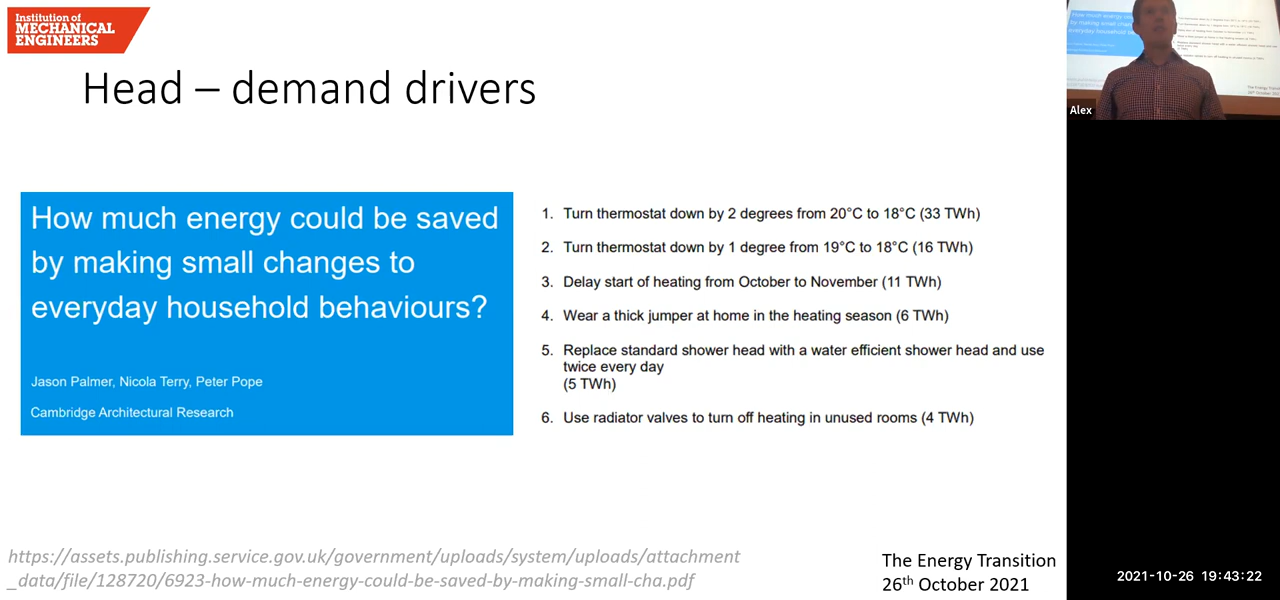 Institution of
MECHANICAL
ENGINEERS
Head – demand drivers
How much energy could be saved
by making small changes to
everyday household behaviours?
Jason Palmer, Nicola Terry, Peter Pope
Cambridge Architectural Research
1. Turn thermostat down by 2 degrees from 20°C to 18°C (33 TWh)
2. Turn thermostat down by 1 degree from 19°C to 18°C (16 TWh)
3. Delay start of heating from October to November (11 TWh)
4. Wear a thick jumper at home in the heating season (6 TWh)
5. Replace standard shower head with a water efficient shower head and use
twice every day
(5 TWh)
6. Use radiator valves to turn off heating in unused rooms (4 TWh)
https://assets.publishing.service.gov.uk/government/uploads/system/uploads/attachment
_data/file/128720/6923-how-much-energy-could-be-saved-by-making-small-cha.pdf
The Energy Transition
26th October 2021
Alex
2021-10-26 19:43:22